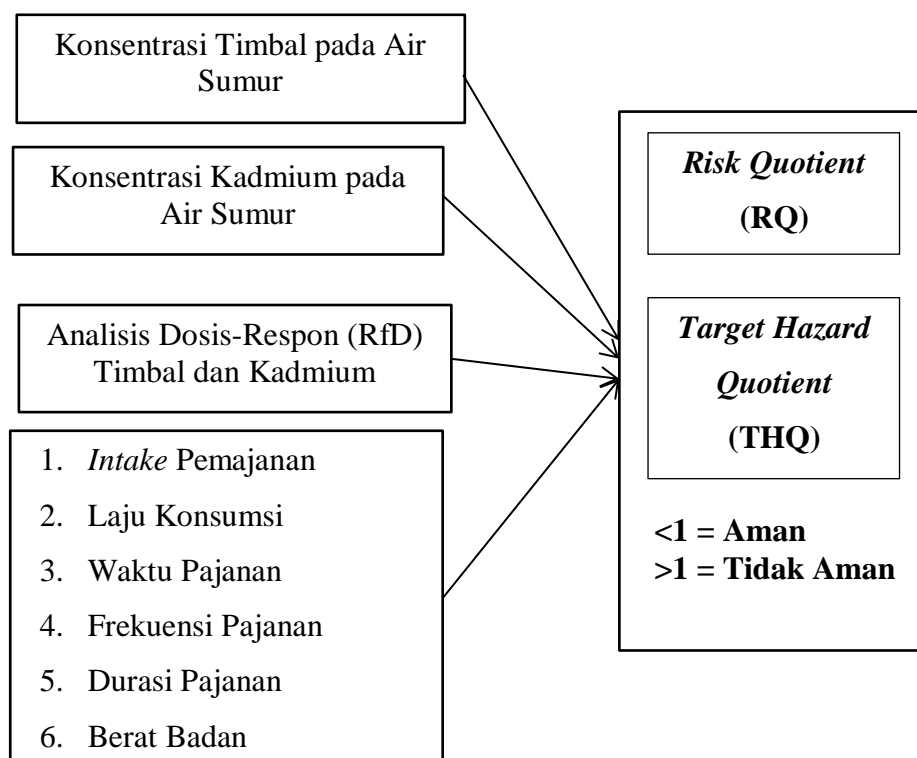 Konsentrasi Timbal pada Air
Sumur
Konsentrasi Kadmium pada
Air Sumur
Analisis Dosis-Respon (RfD)
Timbal dan Kadmium
1. Intake Pemajanan
2. Laju Konsumsi
3. Waktu Pajanan
4. Frekuensi Pajanan
5. Durasi Pajanan
6. Berat Badan
Risk Quotient
(RQ)
Target Hazard
Quotient
(THQ)
<1 = Aman
>1 = Tidak Aman